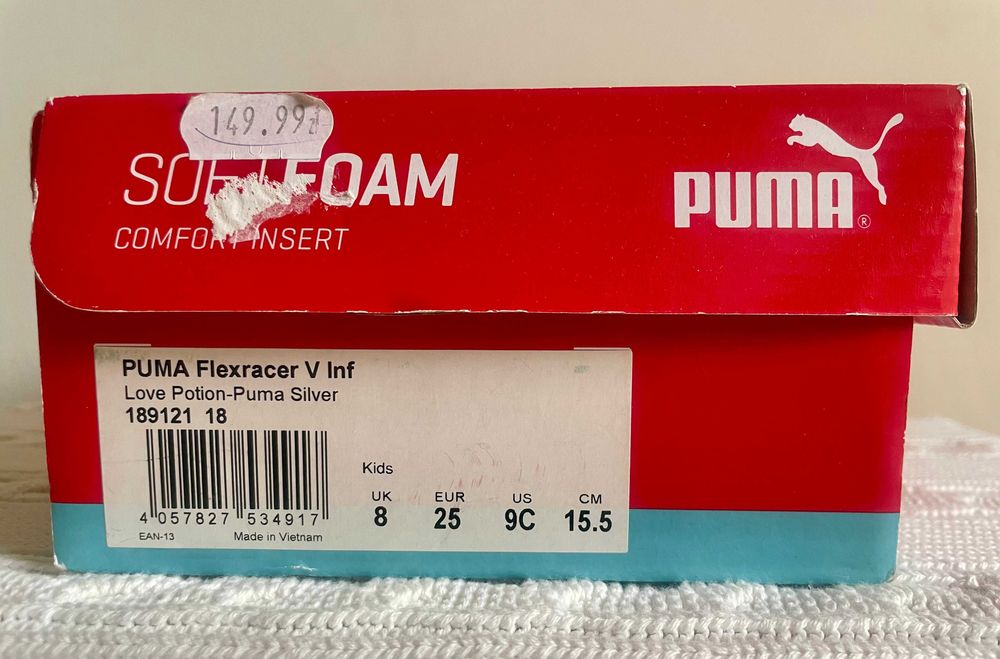 149.99zł
SOFTFOAM
COMFORT INSERT
PUMA®
PUMA Flexracer V Inf
Love Potion-Puma Silver
189121 18
Kids
UK EUR US CM
8 25 9C 15.5
4 057827 534917
EAN-13 Made in Vietnam